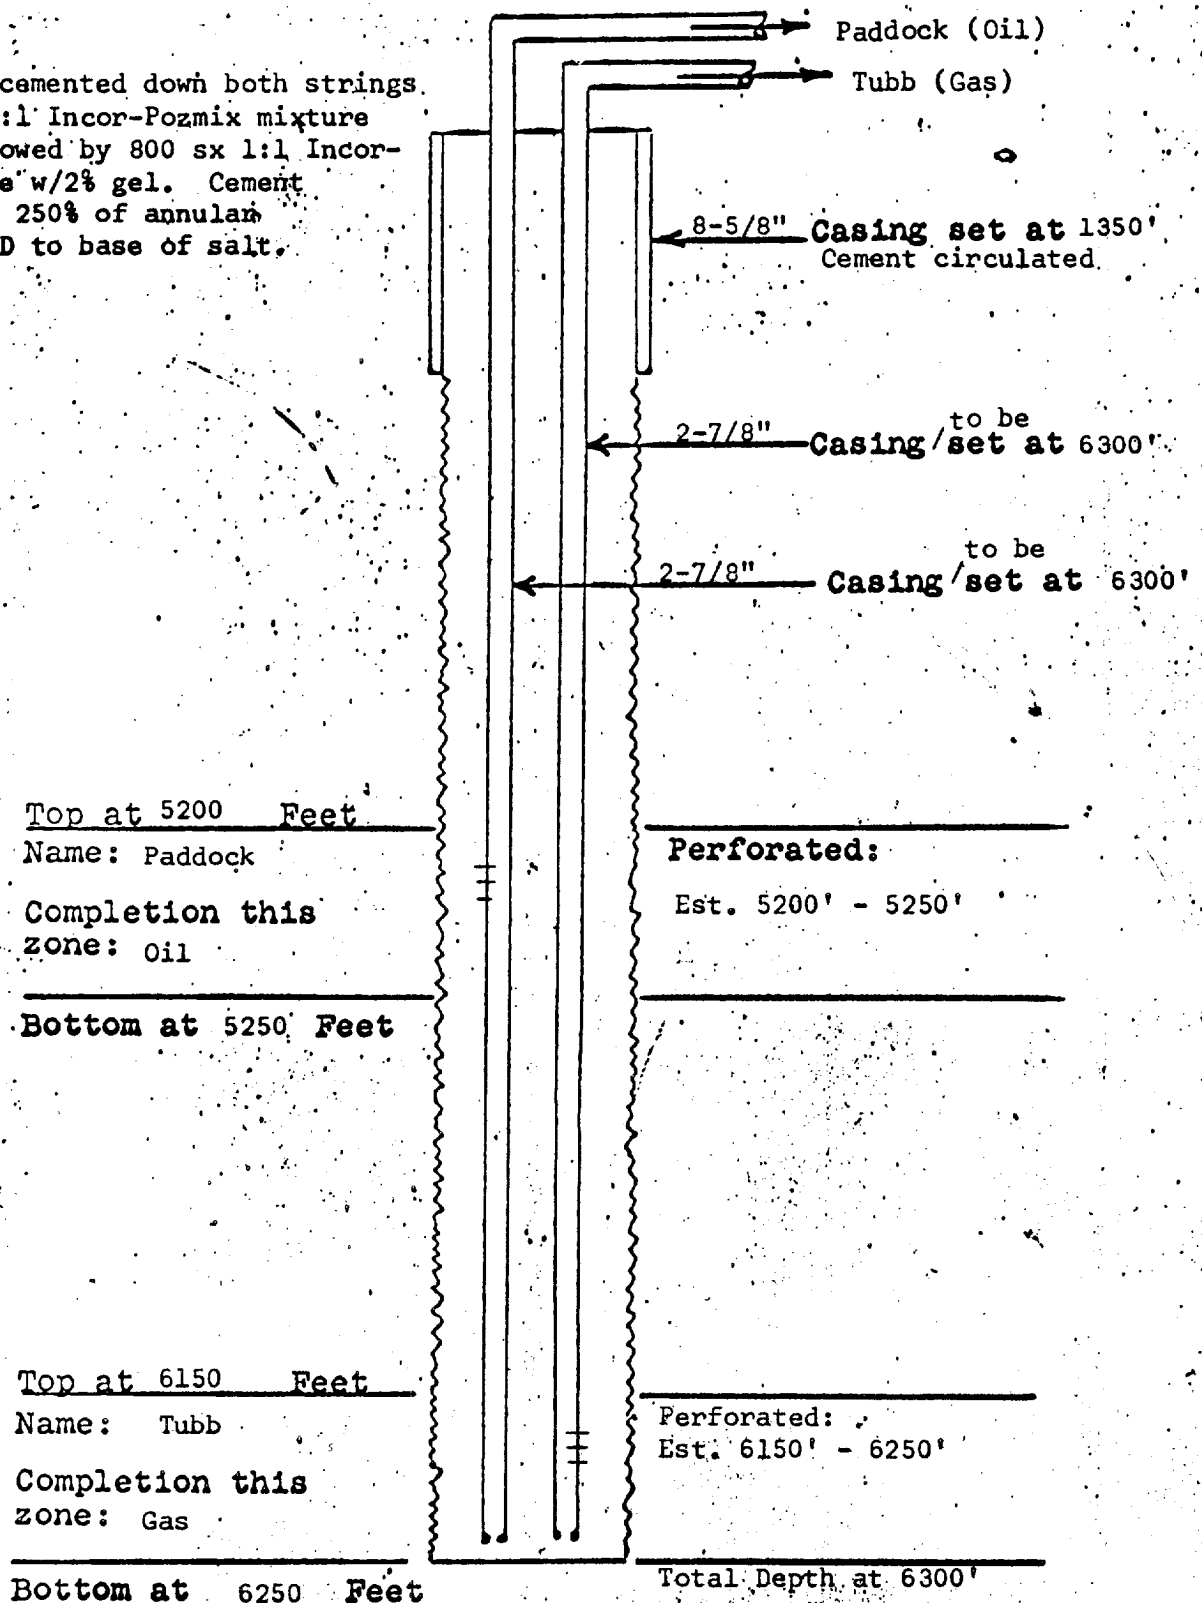 Paddock (Oil)
Tubb (Gas)
cemented down both strings.
:1 Incor-Pozmix mixture
owed by 800 sx 1:1 Incor-
e w/2% gel. Cement
250% of annular
D to base of salt.
8-5/8" Casing set at 1350'
Cement circulated
to be
2-7/8" Casing/set at 6300'
to be
2-7/8" Casing/set at 6300'
Top at 5200 Feet
Name: Paddock
Completion this
zone: Oil
Bottom at 5250 Feet
Perforated:
Est. 5200' - 5250'
Top at 6150 Feet
Name: Tubb
Completion this
zone: Gas
Bottom at 6250 Feet
Perforated:
Est. 6150' - 6250'
Total Depth at 6300'